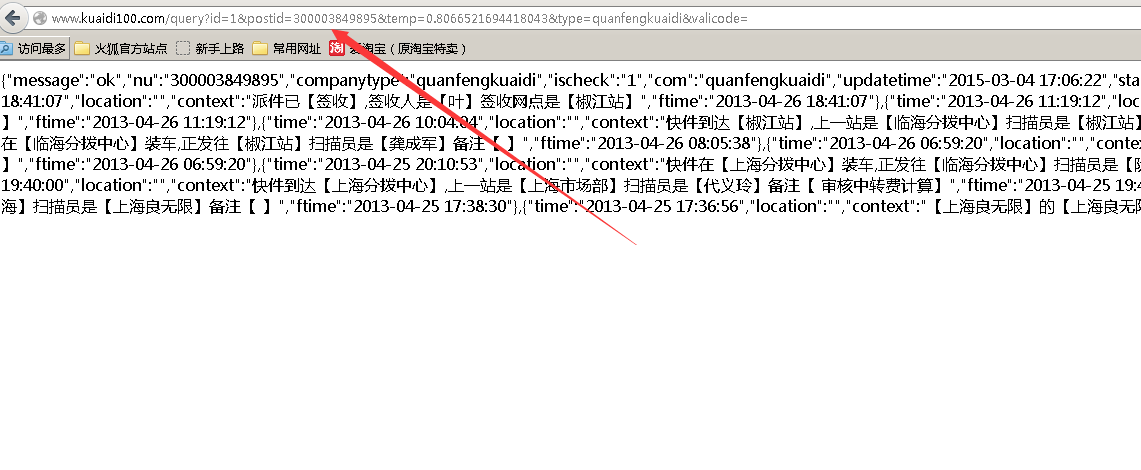 www.kuaidi100.com/query?id=1&postid=300003849895&temp=0.8066521694418043&type=quanfengkuaidi&valicode=
访问最多 火狐官方站点 新手上路 常用网址 淘 爱淘宝（原淘宝特卖）
{"message":"ok","nu":"300003849895","companytype":"quanfengkuaidi","ischeck":"1","com":"quanfengkuaidi","updatetime":"2015-03-04 17:06:22","sta
18:41:07","location":"","context":"派件已【签收】,签收人是【叶】签收网点是【椒江站】","ftime":"2013-04-26 18:41:07"},{"time":"2013-04-26 11:19:12","loc
】","ftime":"2013-04-26 11:19:12"},{"time":"2013-04-26 10:04:04","location":"","context":"快件到达【椒江站】,上一站是【临海分拨中心】扫描员是【椒江站】
在【临海分拨中心】装车,正发往【椒江站】扫描员是【龚成军】备注【 】","ftime":"2013-04-26 08:05:38"},{"time":"2013-04-26 06:59:20","location":"","conte
】","ftime":"2013-04-26 06:59:20"},{"time":"2013-04-25 20:10:53","location":"","context":"快件在【上海分拨中心】装车,正发往【临海分拨中心】扫描员是【
19:40:00","location":"","context":"快件到达【上海分拨中心】,上一站是【上海市场部】扫描员是【代义玲】备注【 审核中转费计算】","ftime":"2013-04-25 19:4
海】扫描员是【上海良无限】备注【 】","ftime":"2013-04-25 17:38:30"},{"time":"2013-04-25 17:36:56","location":"","context":"【上海良无限】的【上海良无